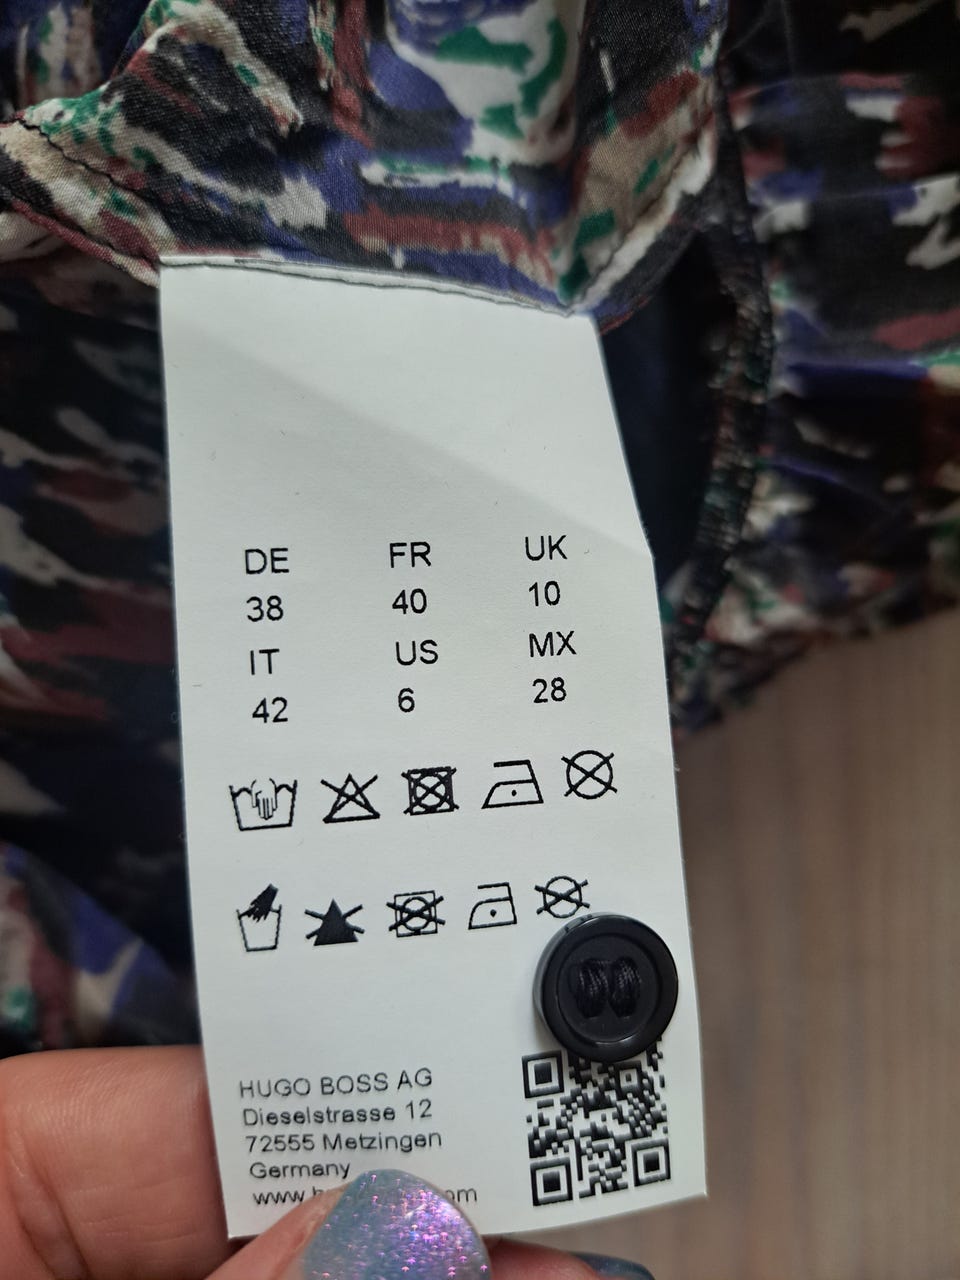 DE FR UK
38 40 10
IT US MX
42 6 28
HUGO BOSS AG
Dieselstrasse 12
72555 Metzingen
Germany